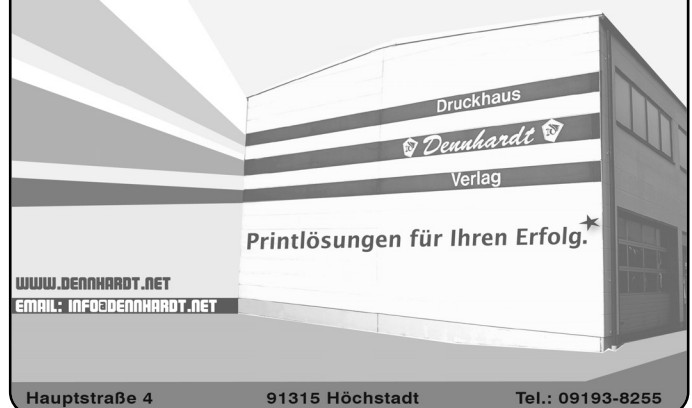 Druckhaus
Dennhardt
Verlag
Printlösungen für Ihren Erfolg.
WWW.DENNHARDT.NET
EMAIL: INFO@DENNHARDT.NET
Hauptstraße 4 91315 Höchstadt Tel.: 09193-8255